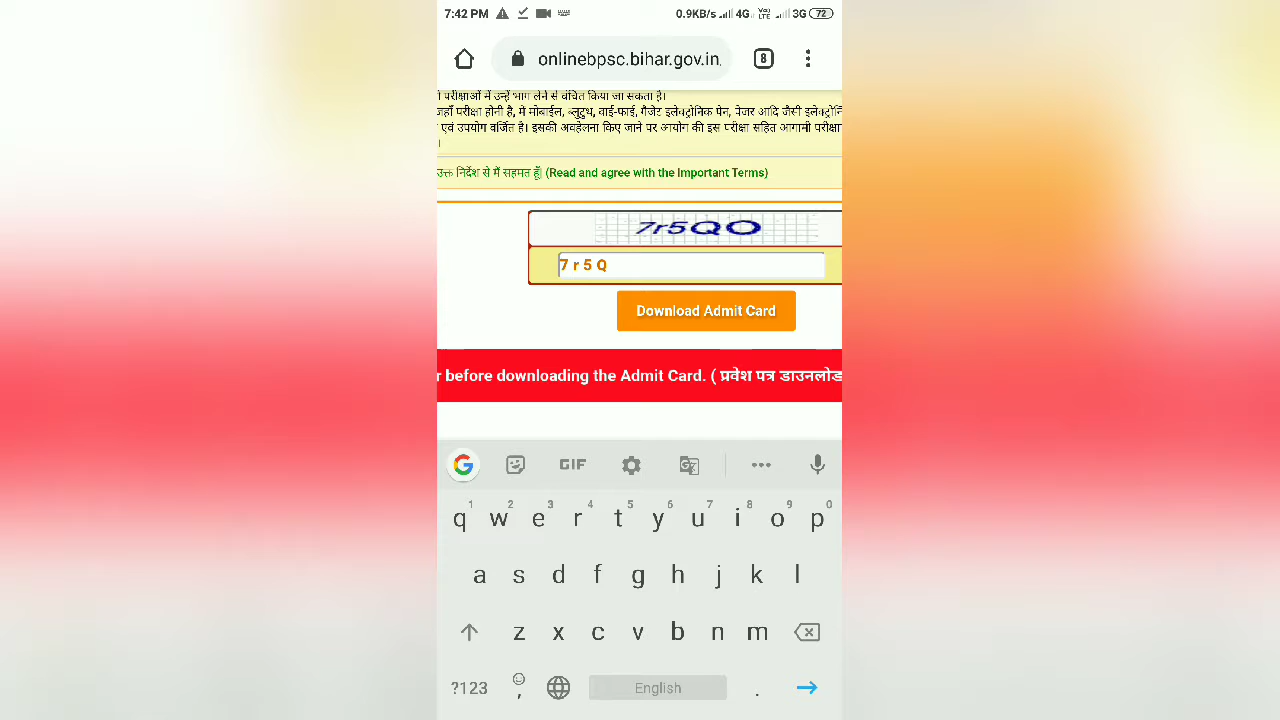 7:42 PM 0.9KB/s 4G Vo) LTE 3G 72
onlinebpsc.bihar.gov.in 8
परीक्षाओं में उन्हें भाग लेने से वंचित किया जा सकता है।
जहाँ परीक्षा होनी है, में मोबाईल, ब्लुटुथ, वाई-फाई, गैजेट इलेक्ट्रोनिक पेन, पेजर आदि जैसी
एवं उपयोग वर्जित है। इसकी अवहेलना किए जाने पर आयोग की इस परीक्षा सहित आगामी परीक्षा
।
उक्त निर्देश से मैं सहमत हूँ। (Read and agree with the Important Terms)
7r5QO
7 r 5 Q
Download Admit Card
r before downloading the Admit Card. ( प्रवेश पत्र डाउनलोड
GIF
q 1 w 2 e 3 r 4 t 5 y 6 u 7 i 8 o 9 p 0
a s d f g h j k l
z x c v b n m
?123 , English .